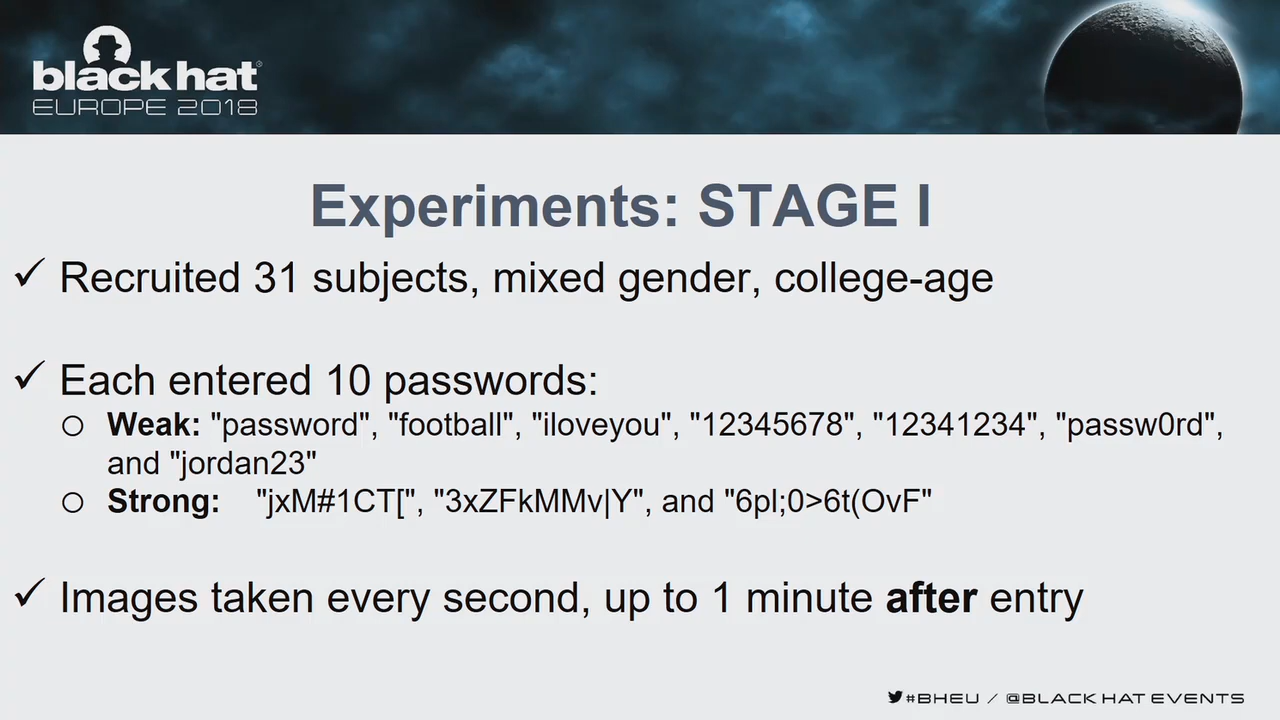 black hat®
EUROPE 2018
Experiments: STAGE I
✓ Recruited 31 subjects, mixed gender, college-age
✓ Each entered 10 passwords:
○ Weak: "password", "football", "iloveyou", "12345678", "12341234", "passw0rd",
and "jordan23"
○ Strong: "jxM#1CT[", "3xZFkMMv|Y", and "6pl;0>6t(OvF"
✓ Images taken every second, up to 1 minute after entry
#BHEU / @BLACK HAT EVENTS